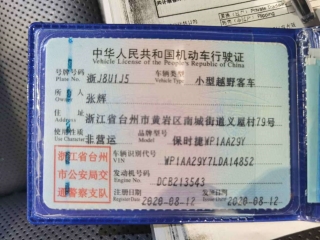 中华人民共和国机动车行驶证
Vehicle License of the People's Republic of China
号牌号码 浙J8U1J5 车辆类型 小型越野客车
Plate No. Vehicle Type
所有人 张辉
Owner
住址 浙江省台州市黄岩区南城街道义屋村79号
Address
使用性质 非营运 品牌型号 保时捷WP1AA29Y
Use Character Model
浙江省台州 车辆识别代号 WP1AA29Y7LDA14852
VIN
市公安局交 发动机号码 DCB213543
Engine No.
通警察支队 注册日期 2020-08-12 发证日期 2020-08-12
Register Date Issue Date